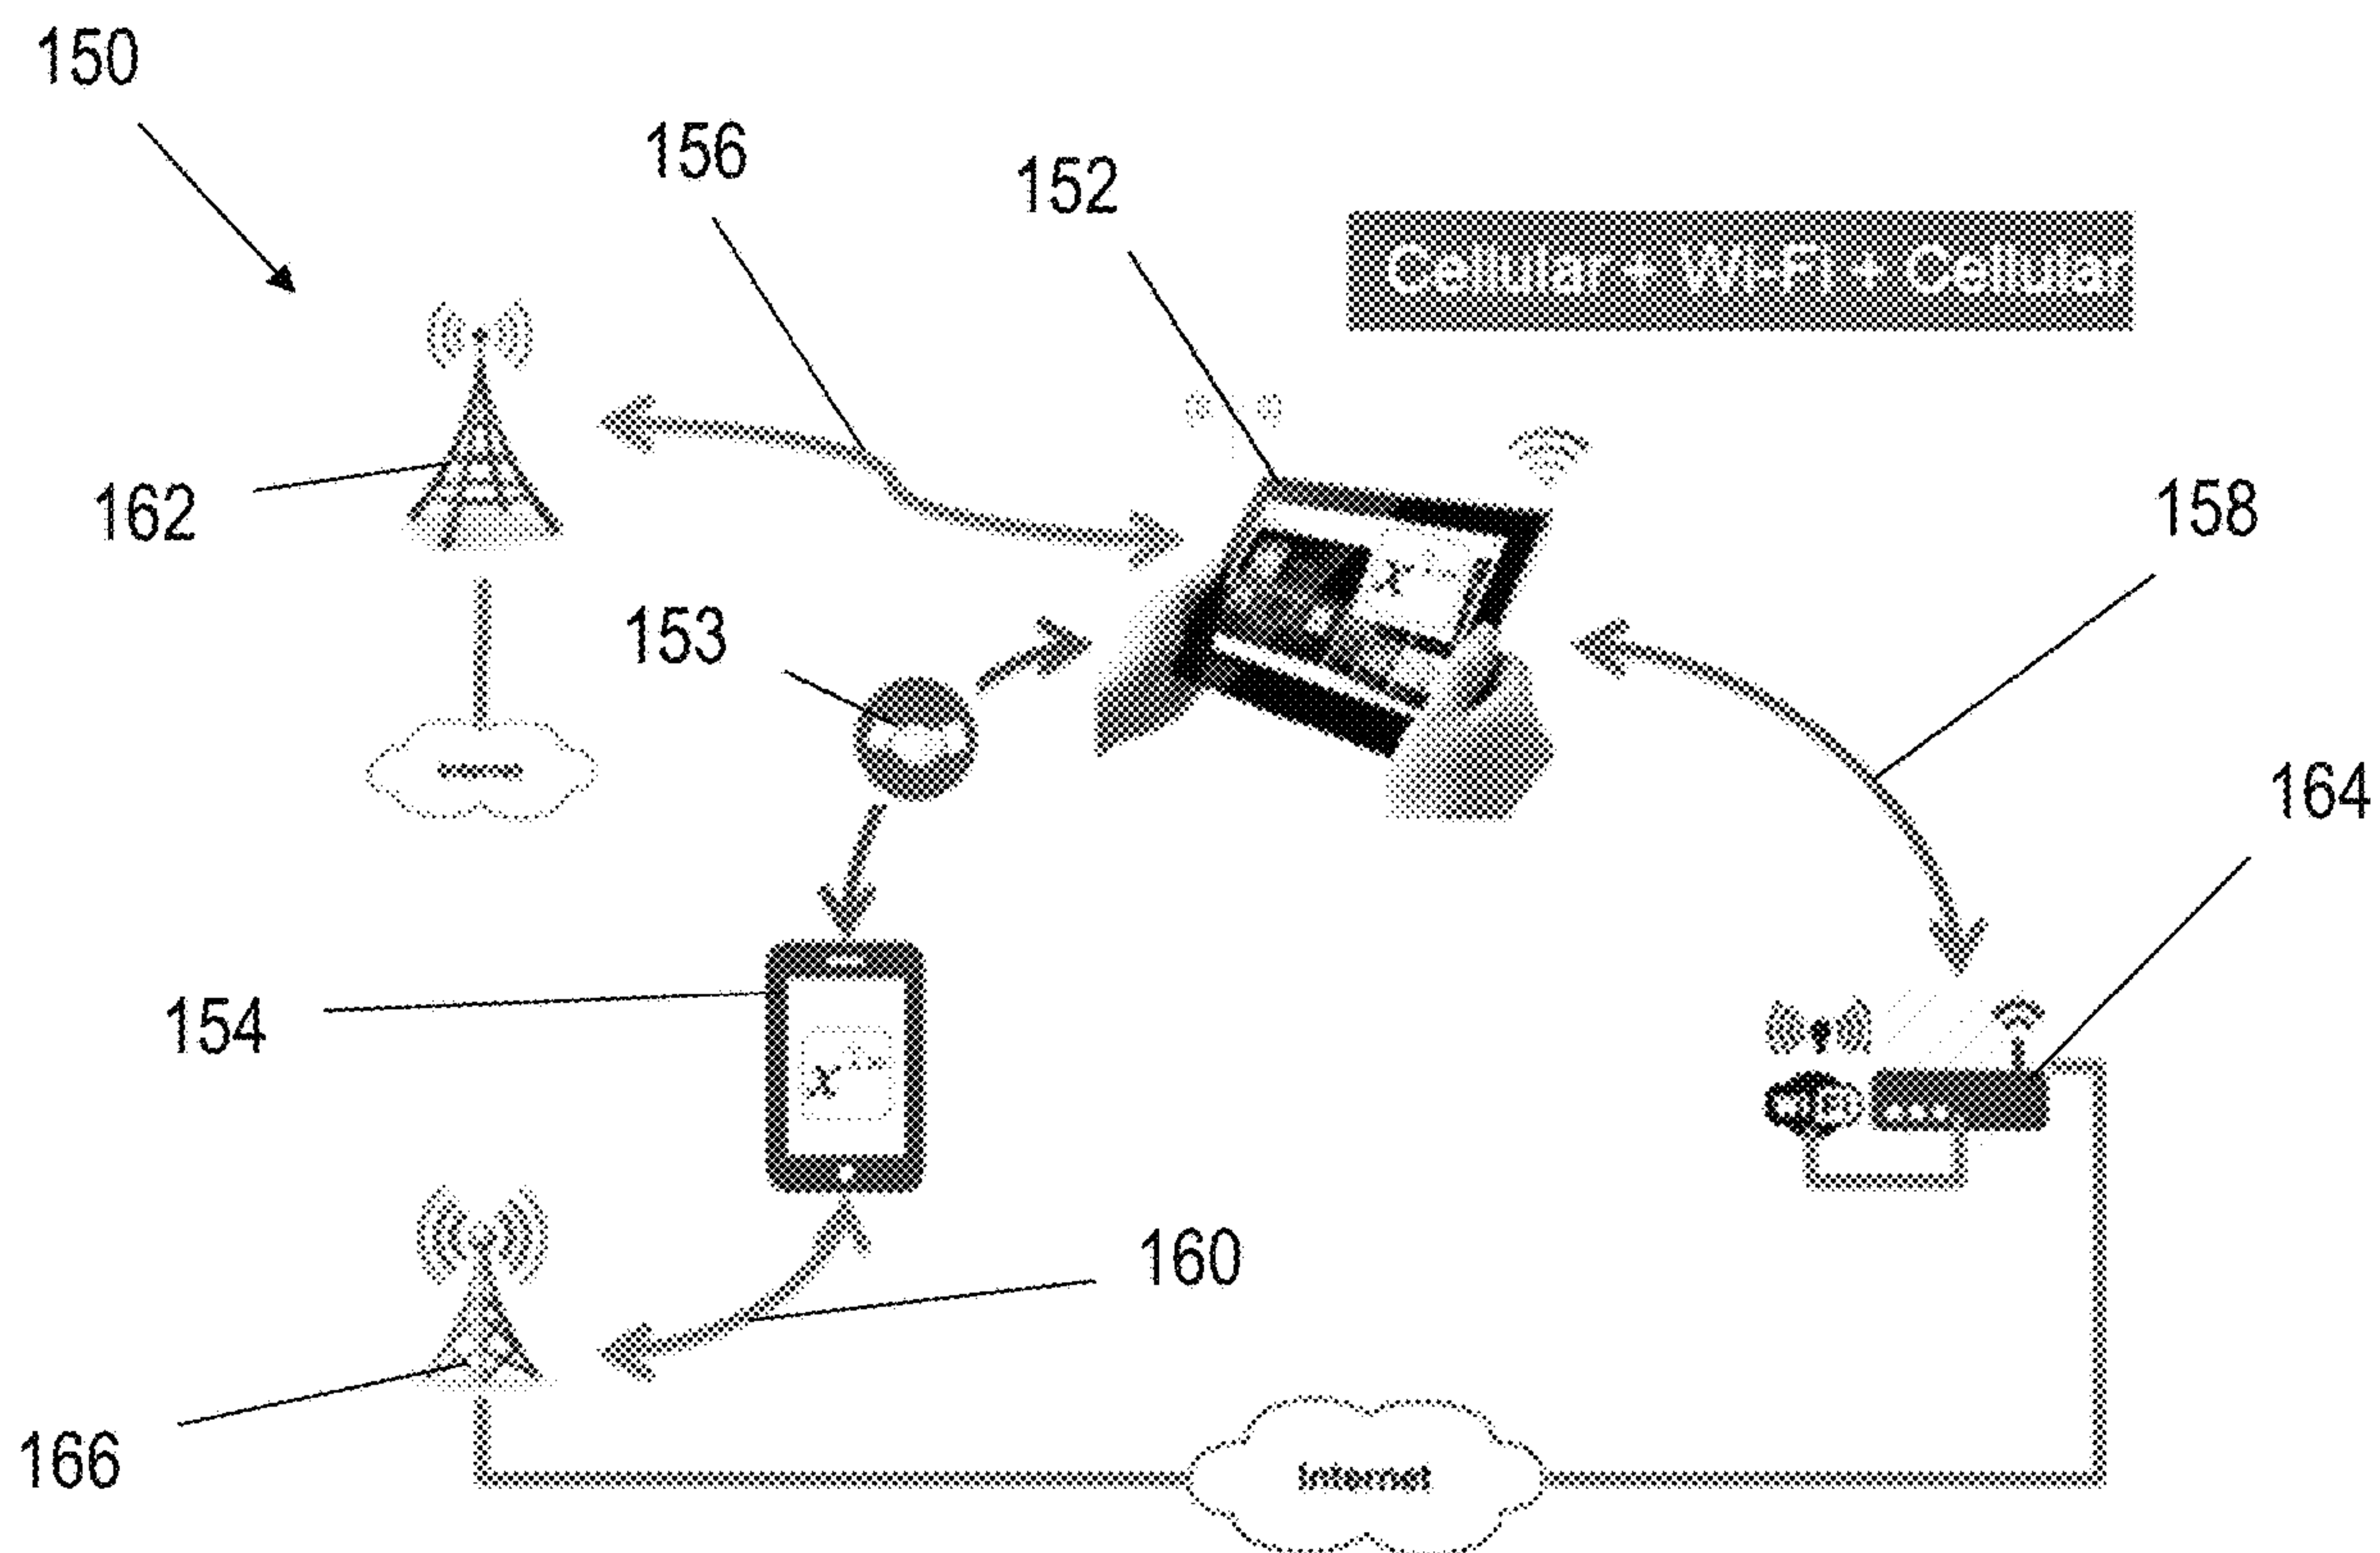 150
156
152
Cellular + Wi-Fi + Cellular
162
158
153
164
154
X
X
160
166
Internet